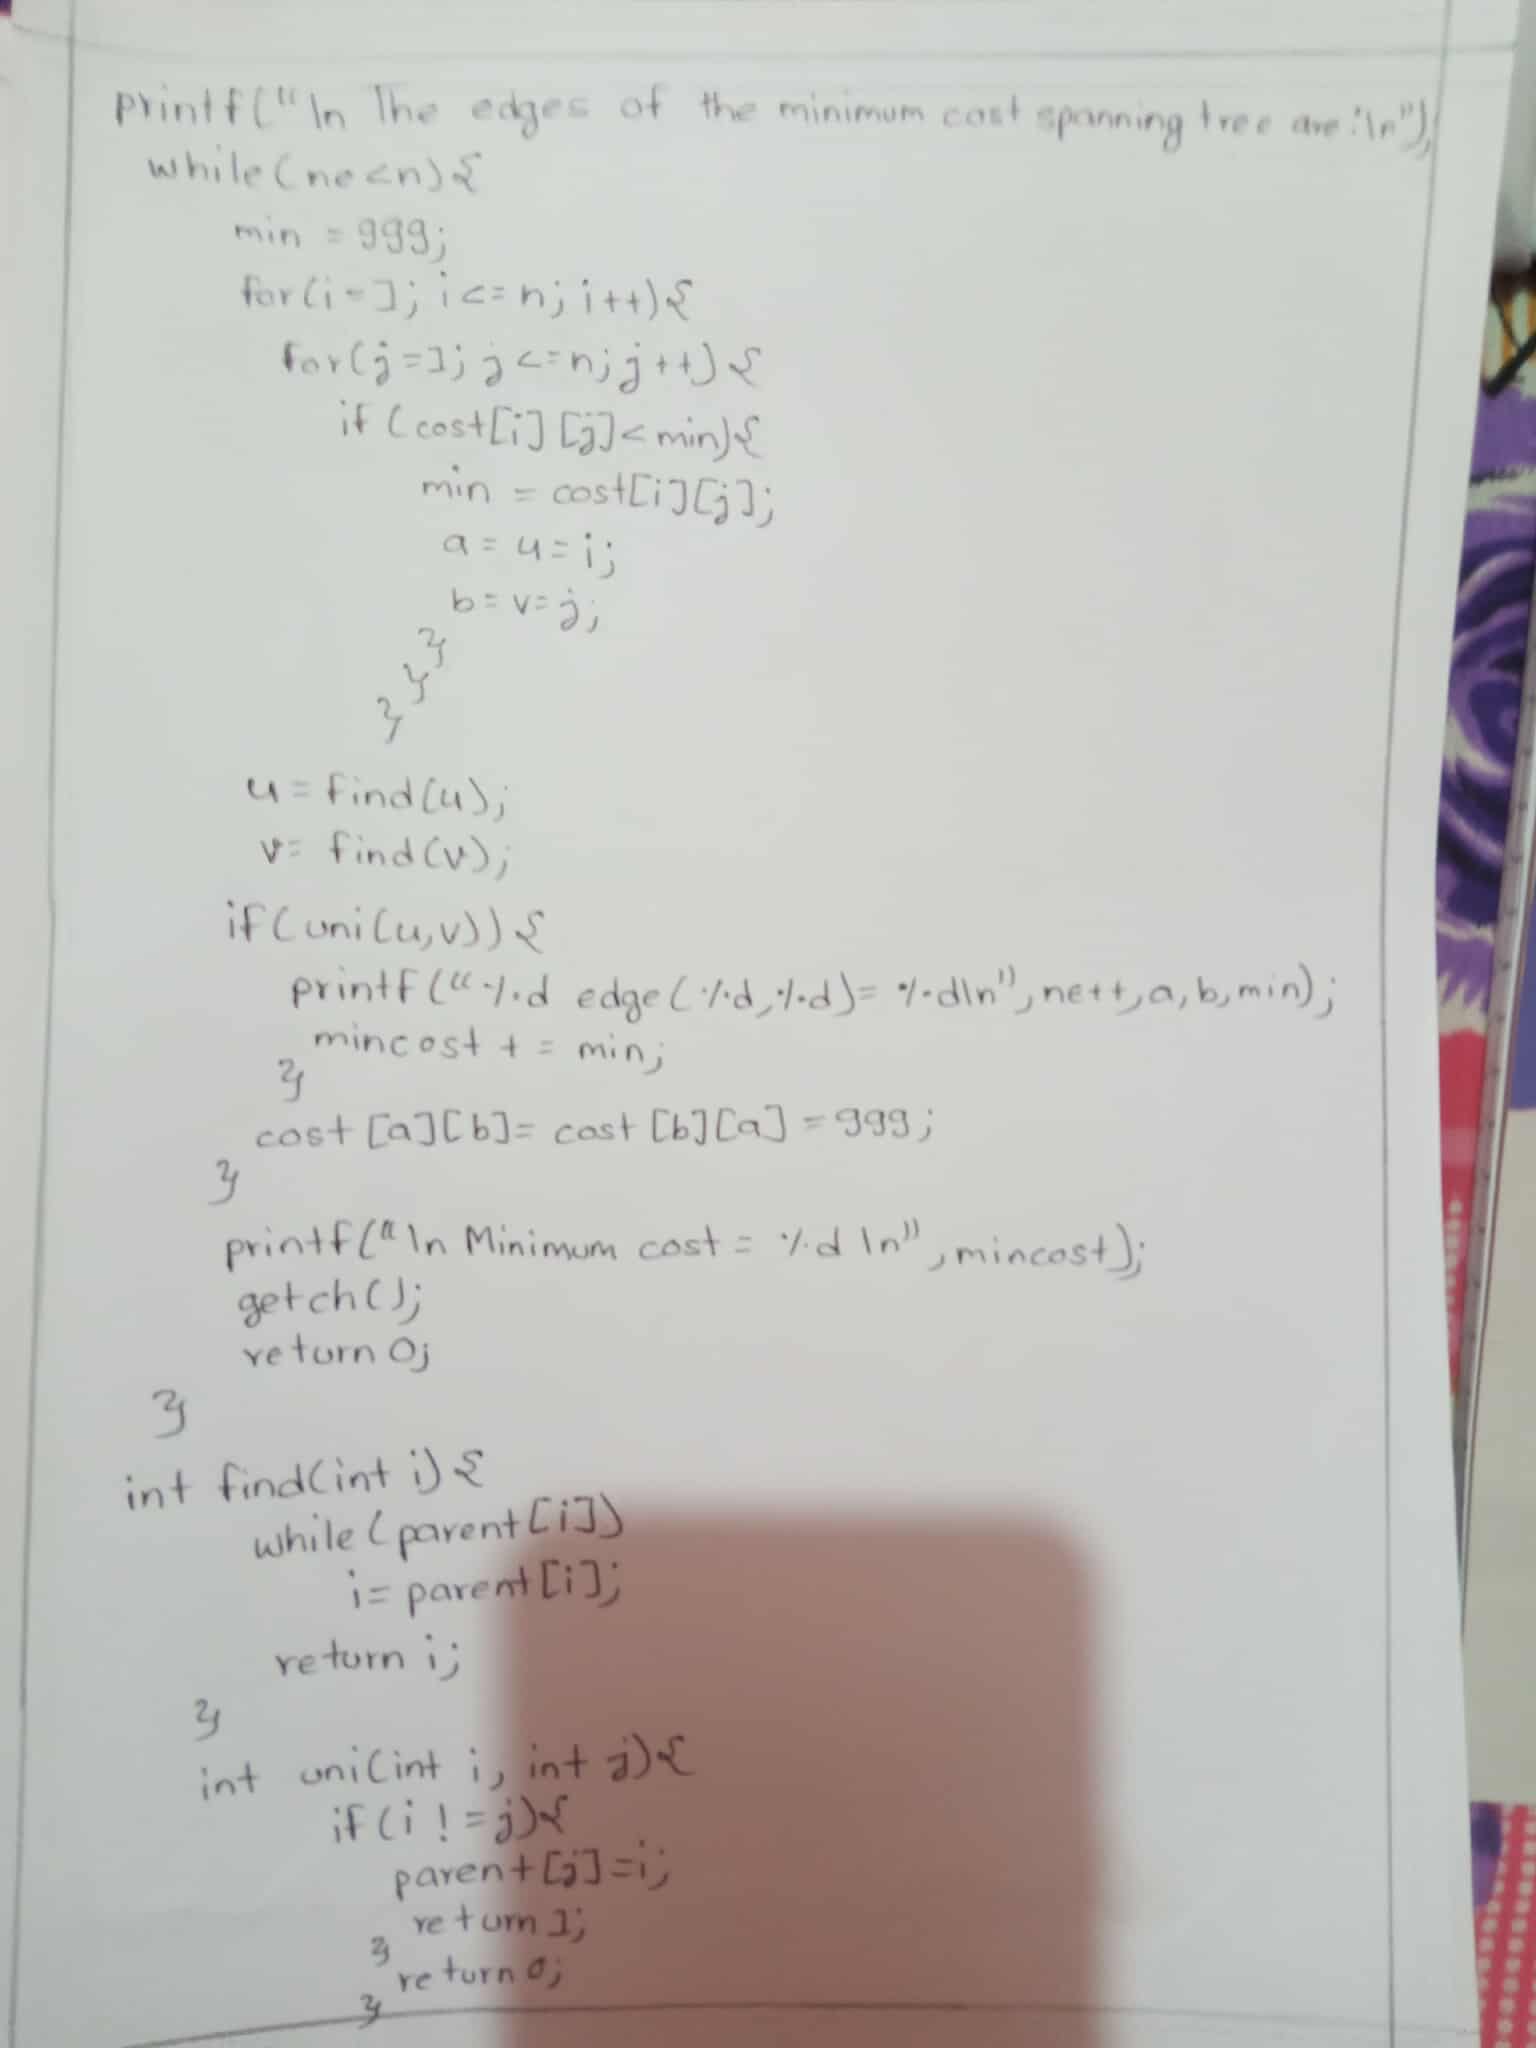 printf("\n The edges of the minimum cost spanning tree are:\n");
while(ne<n){
min = 999;
for(i=1; i<=n; i++){
for(j=1; j<=n; j++){
if (cost[i][j]<min){
min = cost[i][j];
a=u=i;
b=v=j;
}
}
}
u=find(u);
v=find(v);
if(uni(u,v)){
printf("%d edge(%d,%d)= %d\n", ne++, a, b, min);
mincost += min;
}
cost[a][b]= cost[b][a] =999;
}
printf("\n Minimum cost = %d \n", mincost);
getch();
return 0;
}
int find(int i){
while(parent[i])
i= parent[i];
return i;
}
int uni(int i, int j){
if(i != j){
parent[j]=i;
return 1;
}
return 0;
}